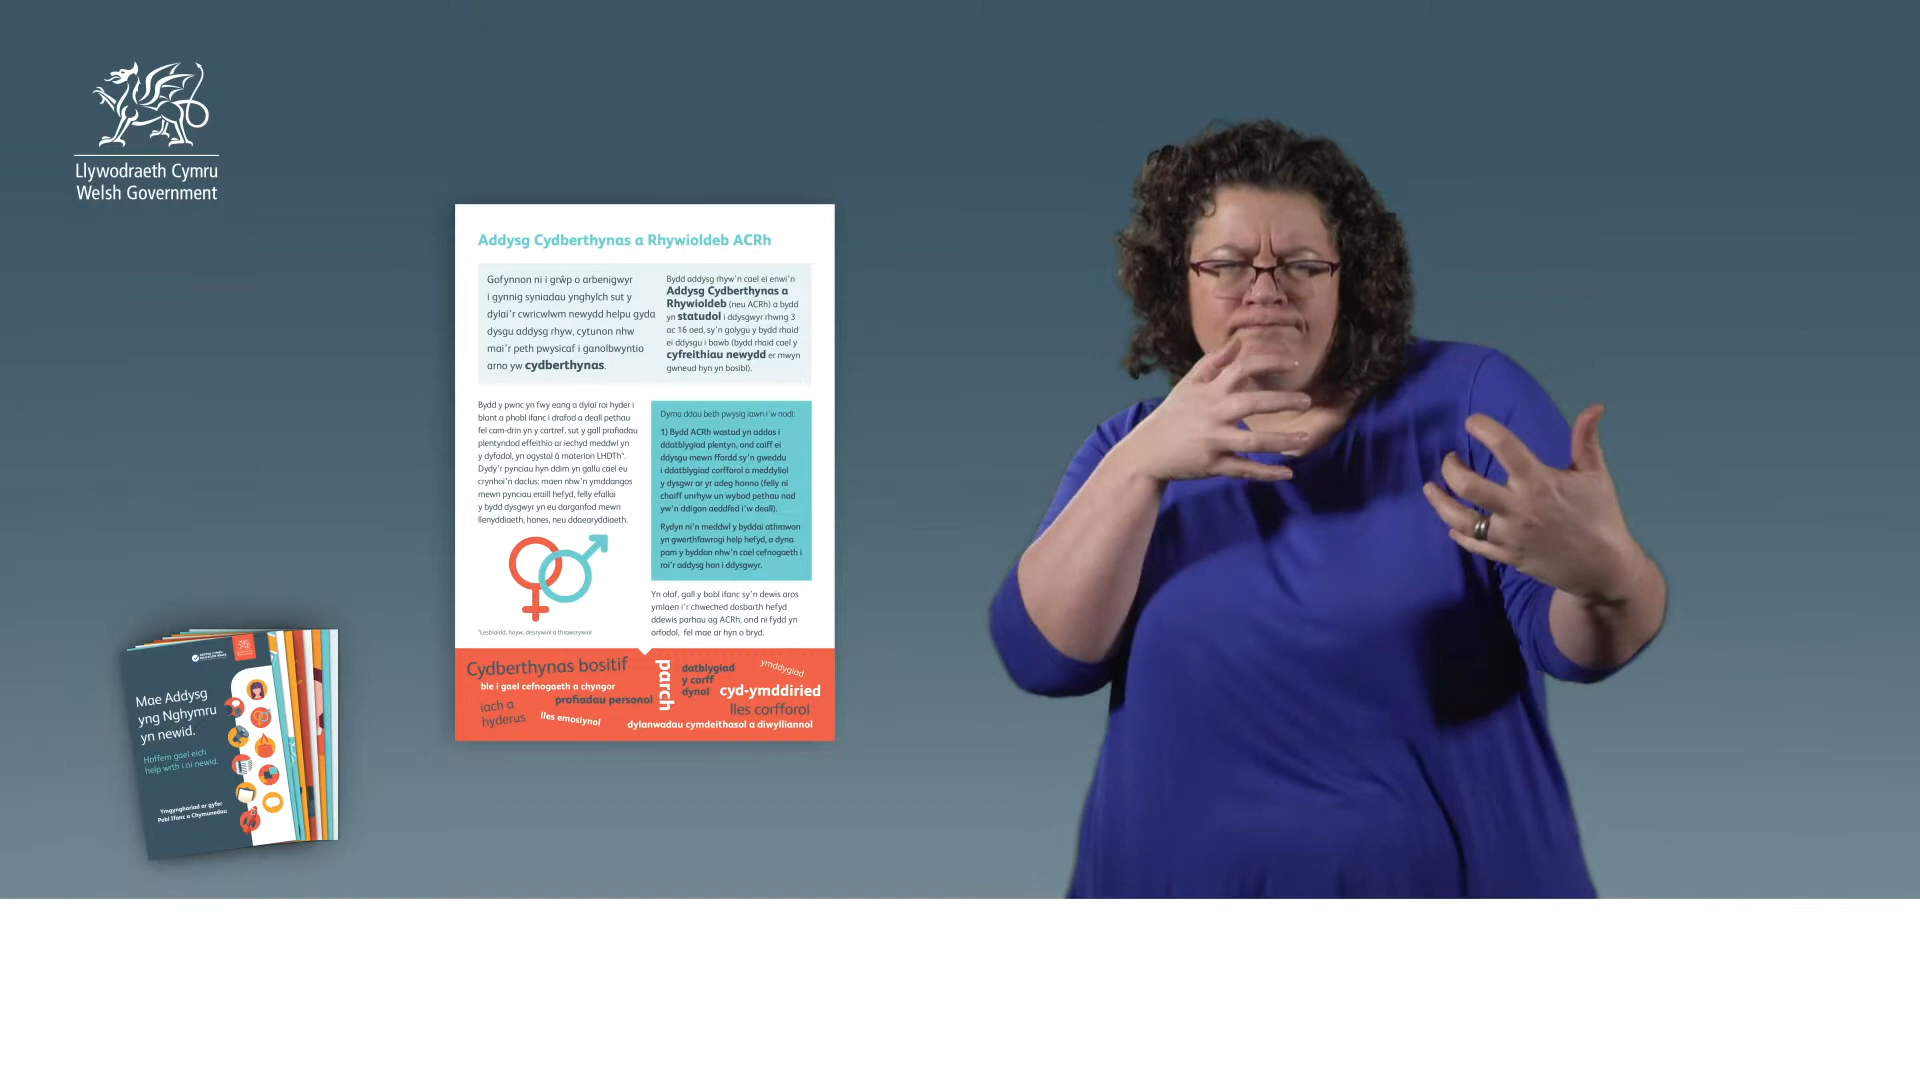 Llywodraeth Cymru
Welsh Government
Addysg Cydberthynas a Rhywioldeb ACRh
Gofynnon ni i grŵp o arbenigwyr
i gynnig syniadau ynghylch sut y
dylai'r cwricwlwm newydd helpu gyda
dysgu addysg rhyw, cytunon nhw
mai'r peth pwysicaf i ganolbwyntio
arno yw cydberthynas.
Bydd addysg rhyw'n cael ei enwi'n
Addysg Cydberthynas a
Rhywioldeb (neu ACRh) a bydd
yn statudol i ddysgwyr rhwng 3
ac 16 oed, sy'n golygu y bydd rhaid
ei ddysgu i bawb (bydd rhaid cael y
cyfreithiau newydd er mwyn
gwneud hyn yn bosibl).
Bydd y pwnc yn fwy eang a dylai roi hyder i
blant a phobl ifanc i drafod a deall pethau
fel cam-drin yn y cartref, sut y gall profiadau
plentyndod effeithio ar iechyd meddwl yn
y dyfodol, yn ogystal â materion LHDTh*.
Dydy'r pynciau hyn ddim yn gallu cael eu
crynhoi'n daclus: maen nhw'n ymddangos
mewn pynciau eraill hefyd, felly efallai
y bydd dysgwyr yn eu darganfod mewn
llenyddiaeth, hanes, neu ddaearyddiaeth.
*Lesbiaidd, hoyw, deurywiol a thrawsrywiol
Dyma ddau beth pwysig iawn i'w nodi:
1) Bydd ACRh wastad yn addas i
ddatblygiad plentyn, ond caiff ei
ddysgu mewn ffordd sy'n gweddu
i ddatblygiad corfforol a meddyliol
y dysgwr ar yr adeg honno (felly ni
chaiff unrhyw un wybod pethau nad
yw'n ddigon aeddfed i'w deall).
Rydyn ni'n meddwl y byddai athrawon
yn gwerthfawrogi help hefyd, a dyna
pam y byddan nhw'n cael cefnogaeth i
roi'r addysg hon i ddysgwyr.
Yn olaf, gall y bobl ifanc sy'n dewis aros
ymlaen i'r chweched dosbarth hefyd
ddewis parhau ag ACRh, ond ni fydd yn
orfodol, fel mae ar hyn o bryd.
Cydberthynas bositif
ble i gael cefnogaeth a chyngor
iach a
hyderus
profiadau personol
lles emosiynol
parch
datblygiad
y corff
dynol
ymddygiad
cyd-ymddiried
lles corfforol
dylanwadau cymdeithasol a diwylliannol
Mae Addysg
yng Nghymru
yn newid.
Hoffem gael eich
help wrth i ni newid.
Ymgynghoriad ar gyfer
Pobl Ifanc a Chymunedau